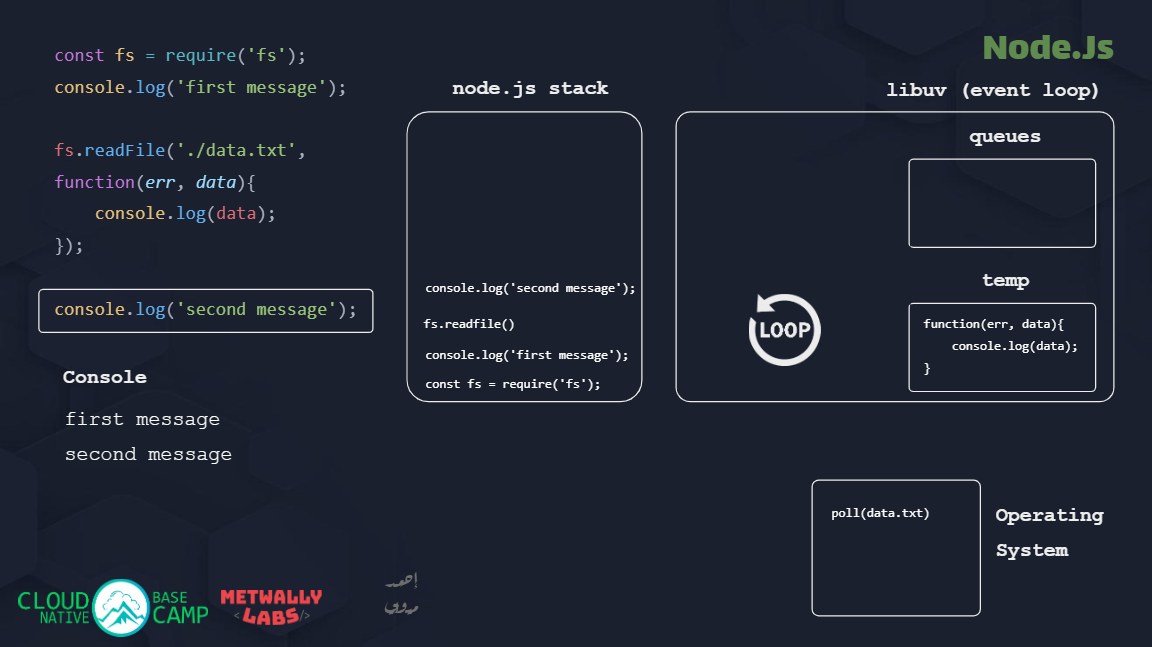 Node.Js
const fs = require('fs');
console.log('first message');
fs.readFile('./data.txt',
function(err, data){
    console.log(data);
});
console.log('second message');
Console
first message
second message
node.js stack
console.log('second message');
fs.readfile()
console.log('first message');
const fs = require('fs');
libuv (event loop)
queues
LOOP
temp
function(err, data){
    console.log(data);
}
poll(data.txt)
Operating
System
CLOUD NATIVE BASE CAMP
METWALLY
<LABS/>
أحمد